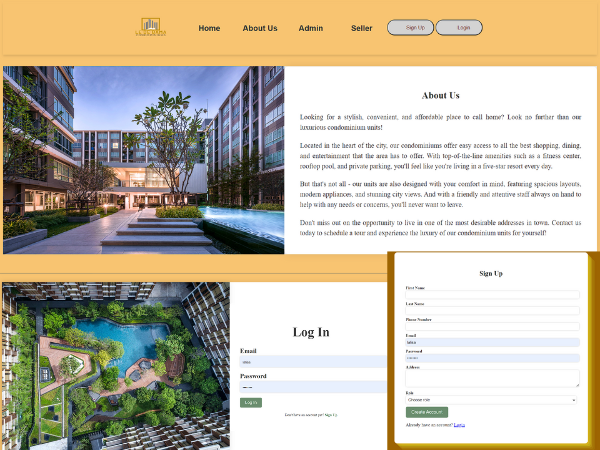 Home About Us Admin Seller Sign Up Login
About Us
Looking for a stylish, convenient, and affordable place to call home? Look no further than our
luxurious condominium units!
Located in the heart of the city, our condominiums offer easy access to all the best shopping, dining,
and entertainment that the area has to offer. With top-of-the-line amenities such as a fitness center,
rooftop pool, and private parking, you'll feel like you're living in a five-star resort every day.
But that's not all - our units are also designed with your comfort in mind, featuring spacious layouts,
modern appliances, and stunning city views. And with a friendly and attentive staff always on hand to
help with any needs or concerns, you'll never want to leave.
Don't miss out on the opportunity to live in one of the most desirable addresses in town. Contact us
today to schedule a tour and experience the luxury of our condominium units for yourself!
Log In
Email
Password
Log In
Don't have an account yet? Sign Up
Sign Up
First Name
Last Name
Phone Number
Email
Password
Address
Role
Choose role
Create Account
Already have an account? Login